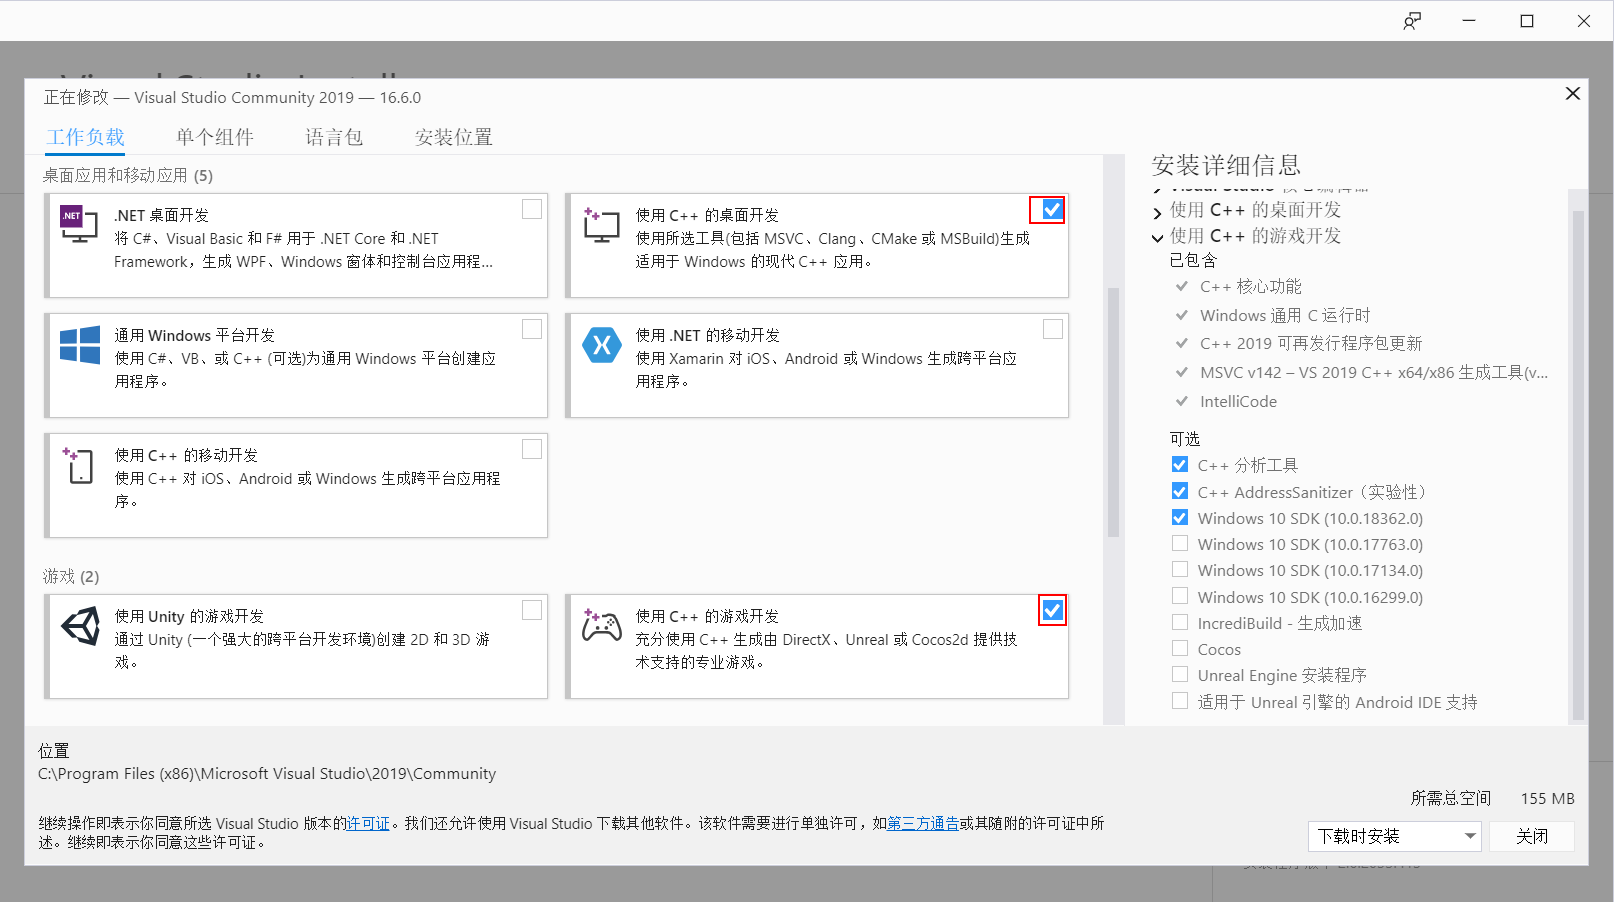 正在修改 — Visual Studio Community 2019 — 16.6.0
工作负载 单个组件 语言包 安装位置
桌面应用和移动应用 (5)
.NET
.NET 桌面开发
将 C#、Visual Basic 和 F# 用于 .NET Core 和 .NET
Framework，生成 WPF、Windows 窗体和控制台应用程...
使用 C++ 的桌面开发
使用所选工具(包括 MSVC、Clang、CMake 或 MSBuild)生成
适用于 Windows 的现代 C++ 应用。
通用 Windows 平台开发
使用 C#、VB、或 C++ (可选)为通用 Windows 平台创建应
用程序。
使用 .NET 的移动开发
使用 Xamarin 对 iOS、Android 或 Windows 生成跨平台应
用程序。
使用 C++ 的移动开发
使用 C++ 对 iOS、Android 或 Windows 生成跨平台应用程
序。
游戏 (2)
使用 Unity 的游戏开发
通过 Unity (一个强大的跨平台开发环境)创建 2D 和 3D 游
戏。
使用 C++ 的游戏开发
充分使用 C++ 生成由 DirectX、Unreal 或 Cocos2d 提供技
术支持的专业游戏。
安装详细信息
使用 C++ 的桌面开发
使用 C++ 的游戏开发
已包含
C++ 核心功能
Windows 通用 C 运行时
C++ 2019 可再发行程序包更新
MSVC v142 – VS 2019 C++ x64/x86 生成工具(v...
IntelliCode
可选
C++ 分析工具
C++ AddressSanitizer（实验性）
Windows 10 SDK (10.0.18362.0)
Windows 10 SDK (10.0.17763.0)
Windows 10 SDK (10.0.17134.0)
Windows 10 SDK (10.0.16299.0)
IncrediBuild - 生成加速
Cocos
Unreal Engine 安装程序
适用于 Unreal 引擎的 Android IDE 支持
位置
C:\Program Files (x86)\Microsoft Visual Studio\2019\Community
所需总空间 155 MB
继续操作即表示你同意所选 Visual Studio 版本的许可证。我们还允许使用 Visual Studio 下载其他软件。该软件需要进行单独许可，如第三方通告或其随附的许可证中所
述。继续即表示你同意这些许可证。
下载时安装 关闭